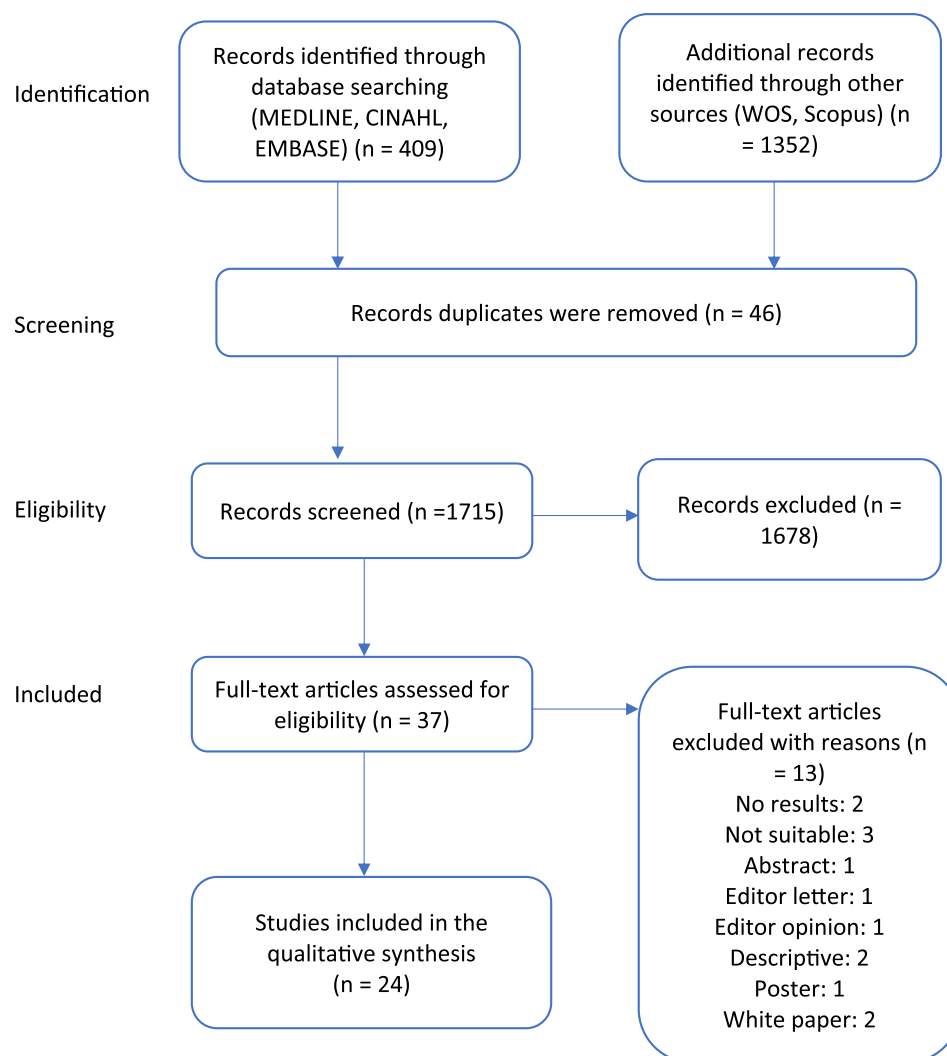 Identification
Records identified through
database searching
(MEDLINE, CINAHL,
EMBASE) (n = 409)
Additional records
identified through other
sources (WOS, Scopus) (n
= 1352)
Screening
Records duplicates were removed (n = 46)
Eligibility
Records screened (n =1715)
Records excluded (n =
1678)
Included
Full-text articles assessed for
eligibility (n = 37)
Full-text articles
excluded with reasons (n
= 13)
No results: 2
Not suitable: 3
Abstract: 1
Editor letter: 1
Editor opinion: 1
Descriptive: 2
Poster: 1
White paper: 2
Studies included in the
qualitative synthesis
(n = 24)